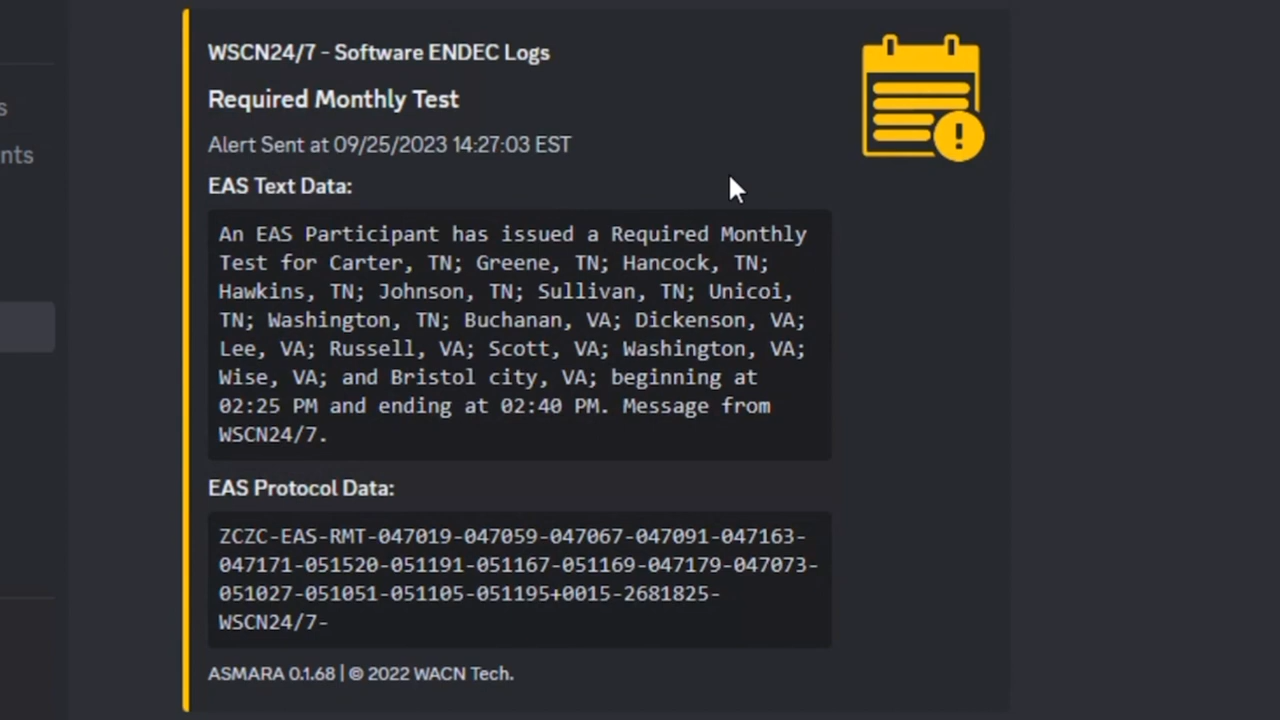 WSCN24/7 - Software ENDEC Logs
Required Monthly Test
s
Alert Sent at 09/25/2023 14:27:03 EST
nts
EAS Text Data:
An EAS Participant has issued a Required Monthly
Test for Carter, TN; Greene, TN; Hancock, TN;
Hawkins, TN; Johnson, TN; Sullivan, TN; Unicoi,
TN; Washington, TN; Buchanan, VA; Dickenson, VA;
Lee, VA; Russell, VA; Scott, VA; Washington, VA;
Wise, VA; and Bristol city, VA; beginning at
02:25 PM and ending at 02:40 PM. Message from
WSCN24/7.
EAS Protocol Data:
ZCZC-EAS-RMT-047019-047059-047067-047091-047163-
047171-051520-051191-051167-051169-047179-047073-
051027-051051-051105-051195+0015-2681825-
WSCN24/7-
ASMARA 0.1.68 | © 2022 WACN Tech.